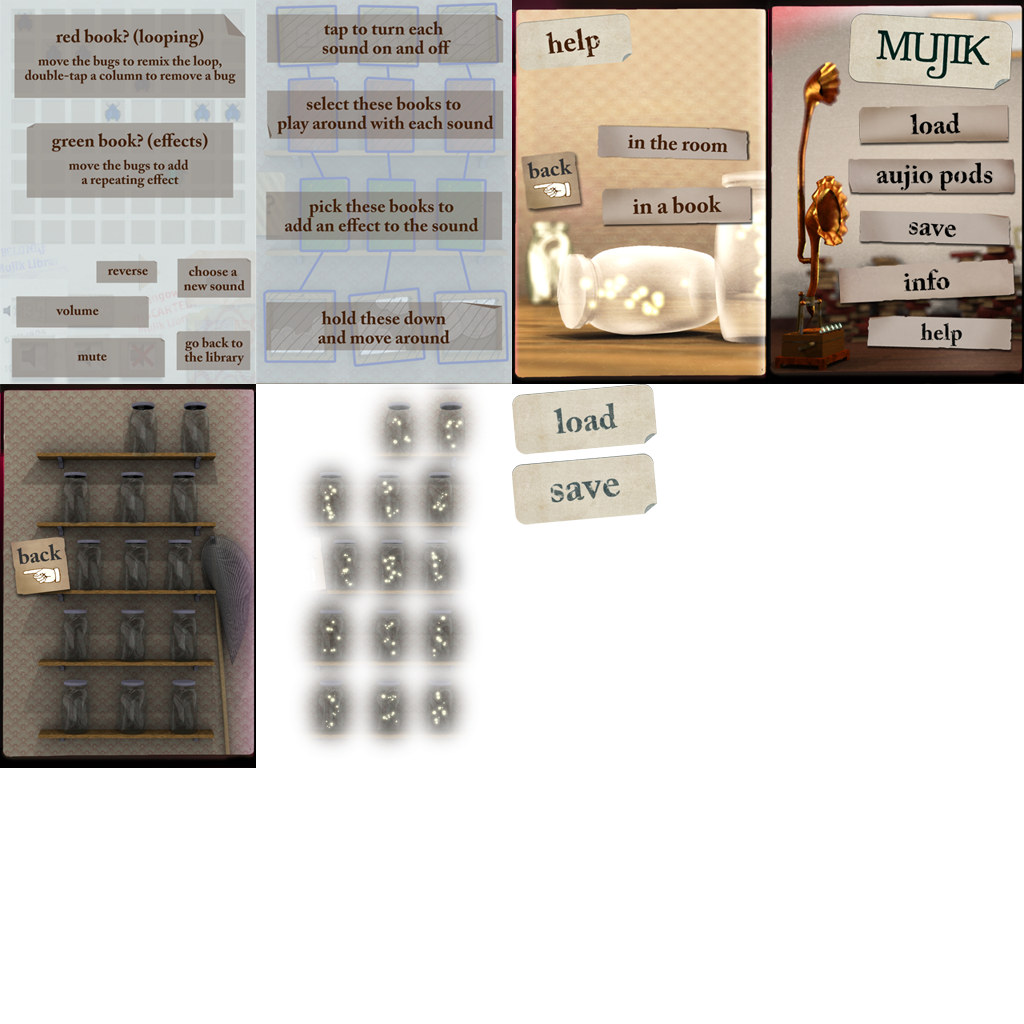 red book? (looping)
move the bugs to remix the loop,
double-tap a column to remove a bug
green book? (effects)
move the bugs to add
a repeating effect
reverse
choose a
new sound
volume
mute
go back to
the library
tap to turn each
sound on and off
select these books to
play around with each sound
pick these books to
add an effect to the sound
hold these down
and move around
help
in the room
back
in a book
MUJIK
load
aujio pods
save
info
help
back
load
save